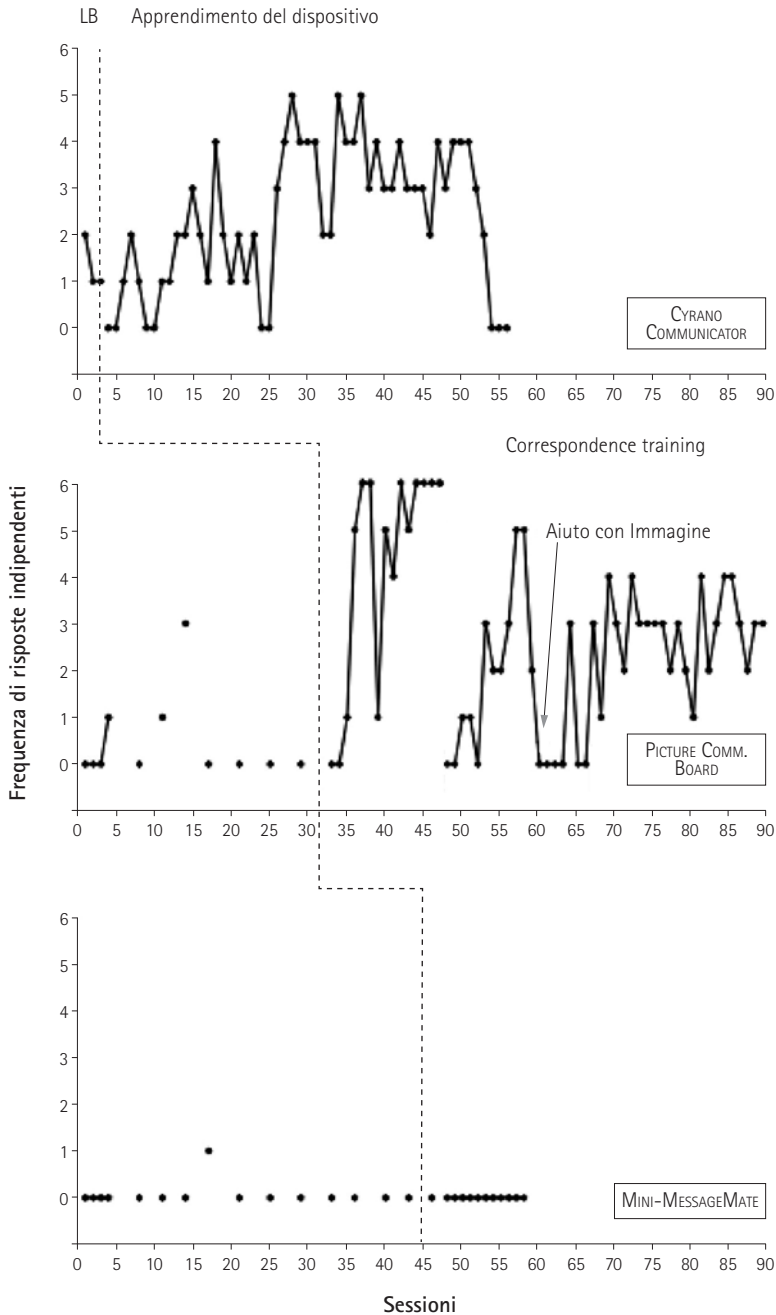 LB Apprendimento del dispositivo
6
5
4
3
2
1
0
CYRANO
COMMUNICATOR
0 5 10 15 20 25 30 35 40 45 50 55 60 65 70 75 80 85 90
Correspondence training
Frequenza di risposte indipendenti
6
5
4
3
2
1
0
Aiuto con Immagine
PICTURE COMM.
BOARD
0 5 10 15 20 25 30 35 40 45 50 55 60 65 70 75 80 85 90
6
5
4
3
2
1
0
MINI-MESSAGEMATE
0 5 10 15 20 25 30 35 40 45 50 55 60 65 70 75 80 85 90
Sessioni